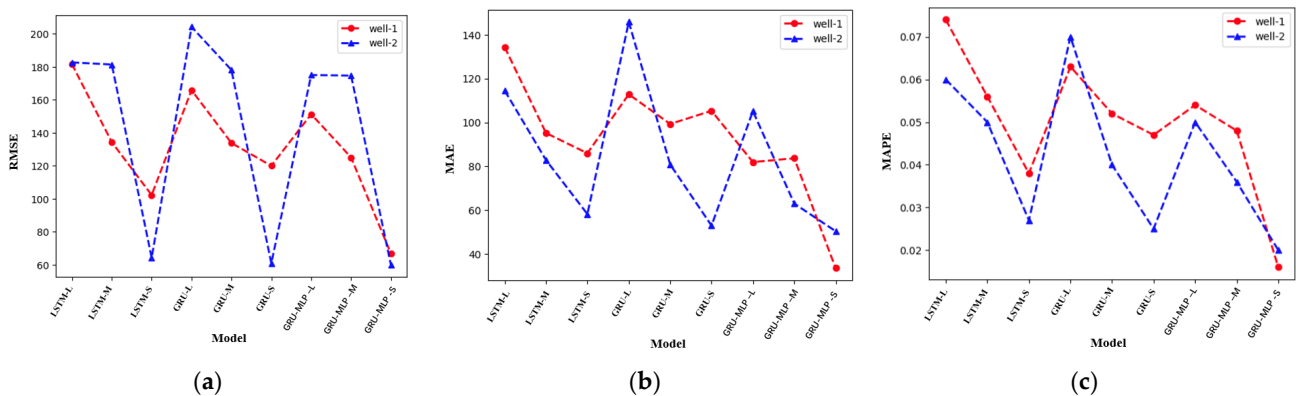 RMSE
200
180
160
140
120
100
80
60
well-1
well-2
LSTM-L
LSTM-M
LSTM-S
GRU-L
GRU-M
GRU-S
GRU-MLP-L
GRU-MLP-M
GRU-MLP-S
Model
(a)
MAE
140
120
100
80
60
40
well-1
well-2
LSTM-L
LSTM-M
LSTM-S
GRU-L
GRU-M
GRU-S
GRU-MLP-L
GRU-MLP-M
GRU-MLP-S
Model
(b)
MAPE
0.07
0.06
0.05
0.04
0.03
0.02
well-1
well-2
LSTM-L
LSTM-M
LSTM-S
GRU-L
GRU-M
GRU-S
GRU-MLP-L
GRU-MLP-M
GRU-MLP-S
Model
(c)